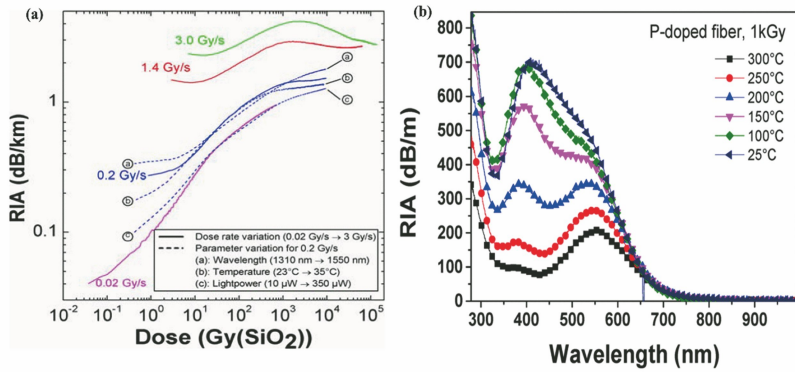 (a)
3.0 Gy/s
1.4 Gy/s
0.2 Gy/s
0.02 Gy/s
a
b
c
a
b
c
Dose rate variation (0.02 Gy/s → 3 Gy/s)
Parameter variation for 0.2 Gy/s
(a): Wavelength (1310 nm → 1550 nm)
(b): Temperature (23°C → 35°C)
(c): Lightpower (10 µW → 350 µW)
RIA (dB/km)
1
0.1
10⁻² 10⁻¹ 10⁰ 10¹ 10² 10³ 10⁴ 10⁵
Dose (Gy(SiO₂))
(b)
P-doped fiber, 1kGy
300°C
250°C
200°C
150°C
100°C
25°C
RIA (dB/m)
800
700
600
500
400
300
200
100
0
300 400 500 600 700 800 900
Wavelength (nm)